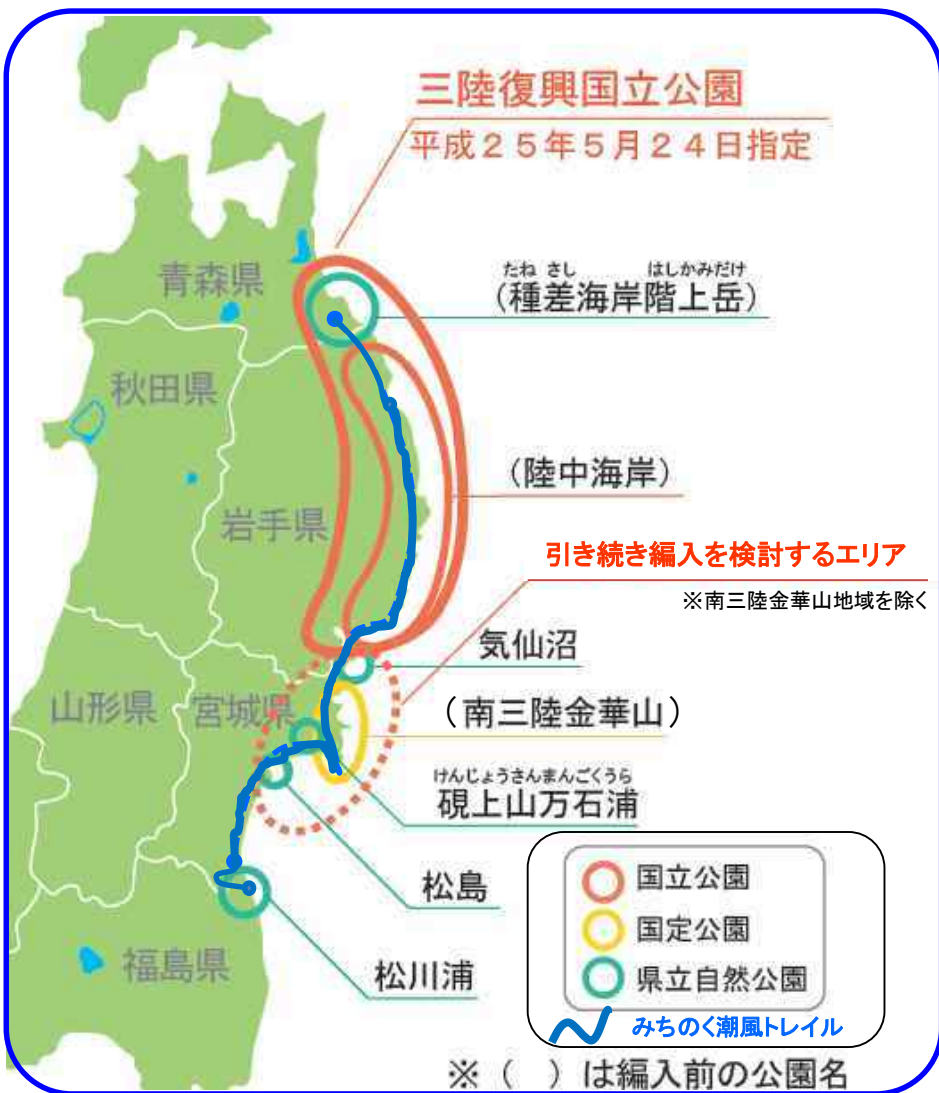 三陸復興国立公園
平成25年5月24日指定
青森県
たね さし はしかみだけ
(種差海岸階上岳)
秋田県
(陸中海岸)
岩手県
引き続き編入を検討するエリア
※南三陸金華山地域を除く
気仙沼
山形県
宮城県
(南三陸金華山)
けんじょうさんまんごくうら
硯上山万石浦
国立公園
松島
国定公園
福島県
松川浦
県立自然公園
みちのく潮風トレイル
※( )は編入前の公園名